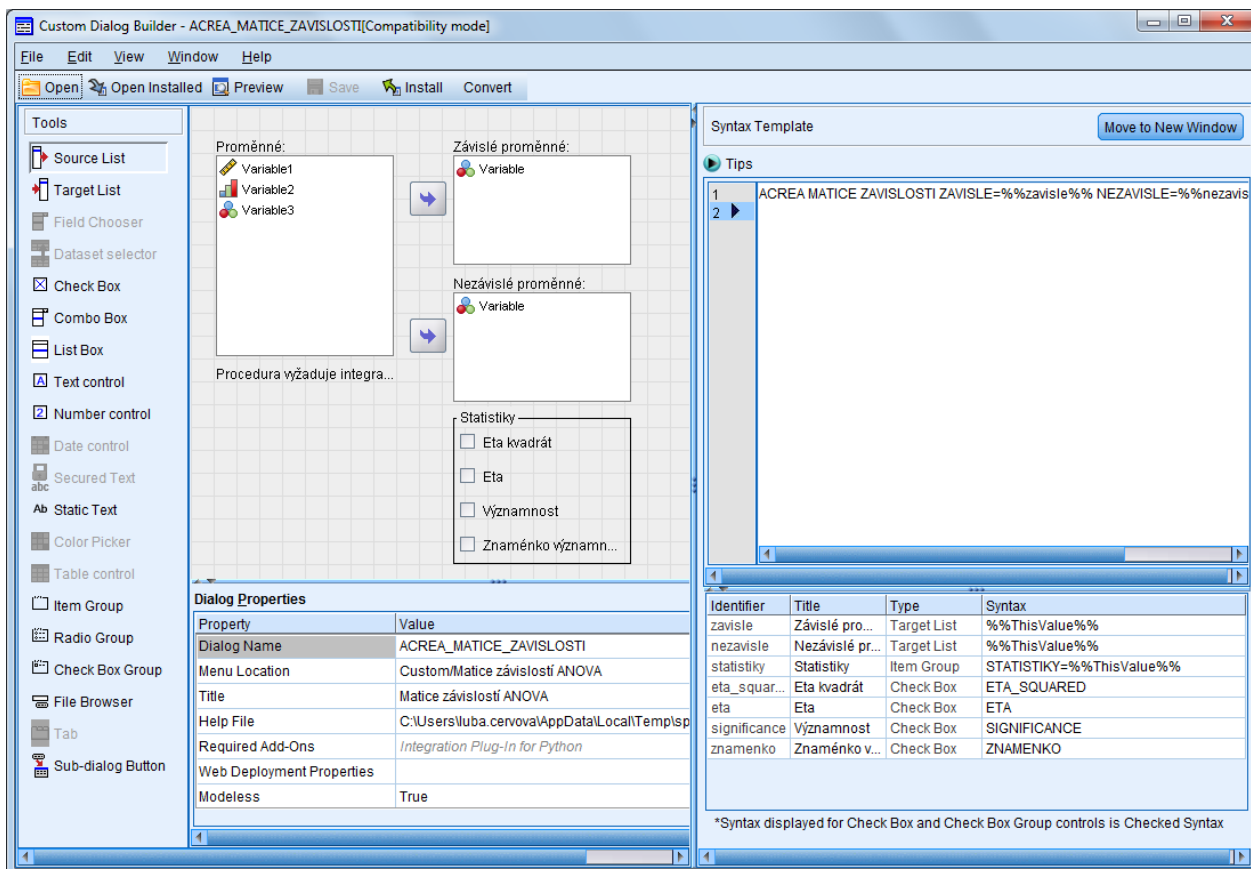 Custom Dialog Builder - ACREA_MATICE_ZAVISLOSTI[Compatibility mode]
File Edit View Window Help
Open Open Installed Preview Save Install Convert
Tools
Source List
Target List
Field Chooser
Dataset selector
Check Box
Combo Box
List Box
Text control
Number control
Date control
abc Secured Text
Ab Static Text
Color Picker
Table control
Item Group
Radio Group
Check Box Group
File Browser
Tab
Sub-dialog Button
Proměnné:
Variable1
Variable2
Variable3
Procedura vyžaduje integra...
Závislé proměnné:
Variable
Nezávislé proměnné:
Variable
Statistiky
Eta kvadrát
Eta
Významnost
Znaménko významn...
Dialog Properties
Property Value
Dialog Name ACREA_MATICE_ZAVISLOSTI
Menu Location Custom/Matice závislostí ANOVA
Title Matice závislostí ANOVA
Help File C:\Users\luba.cervova\AppData\Local\Temp\sp
Required Add-Ons Integration Plug-In for Python
Web Deployment Properties
Modeless True
Syntax Template Move to New Window
Tips
1 ACREA MATICE ZAVISLOSTI ZAVISLE=%%zavisle%% NEZAVISLE=%%nezavis
2
Identifier Title Type Syntax
zavisle Závislé pro... Target List %%ThisValue%%
nezavisle Nezávislé pr... Target List %%ThisValue%%
statistiky Statistiky Item Group STATISTIKY=%%ThisValue%%
eta_squar... Eta kvadrát Check Box ETA_SQUARED
eta Eta Check Box ETA
significance Významnost Check Box SIGNIFICANCE
znamenko Znaménko v... Check Box ZNAMENKO
*Syntax displayed for Check Box and Check Box Group controls is Checked Syntax